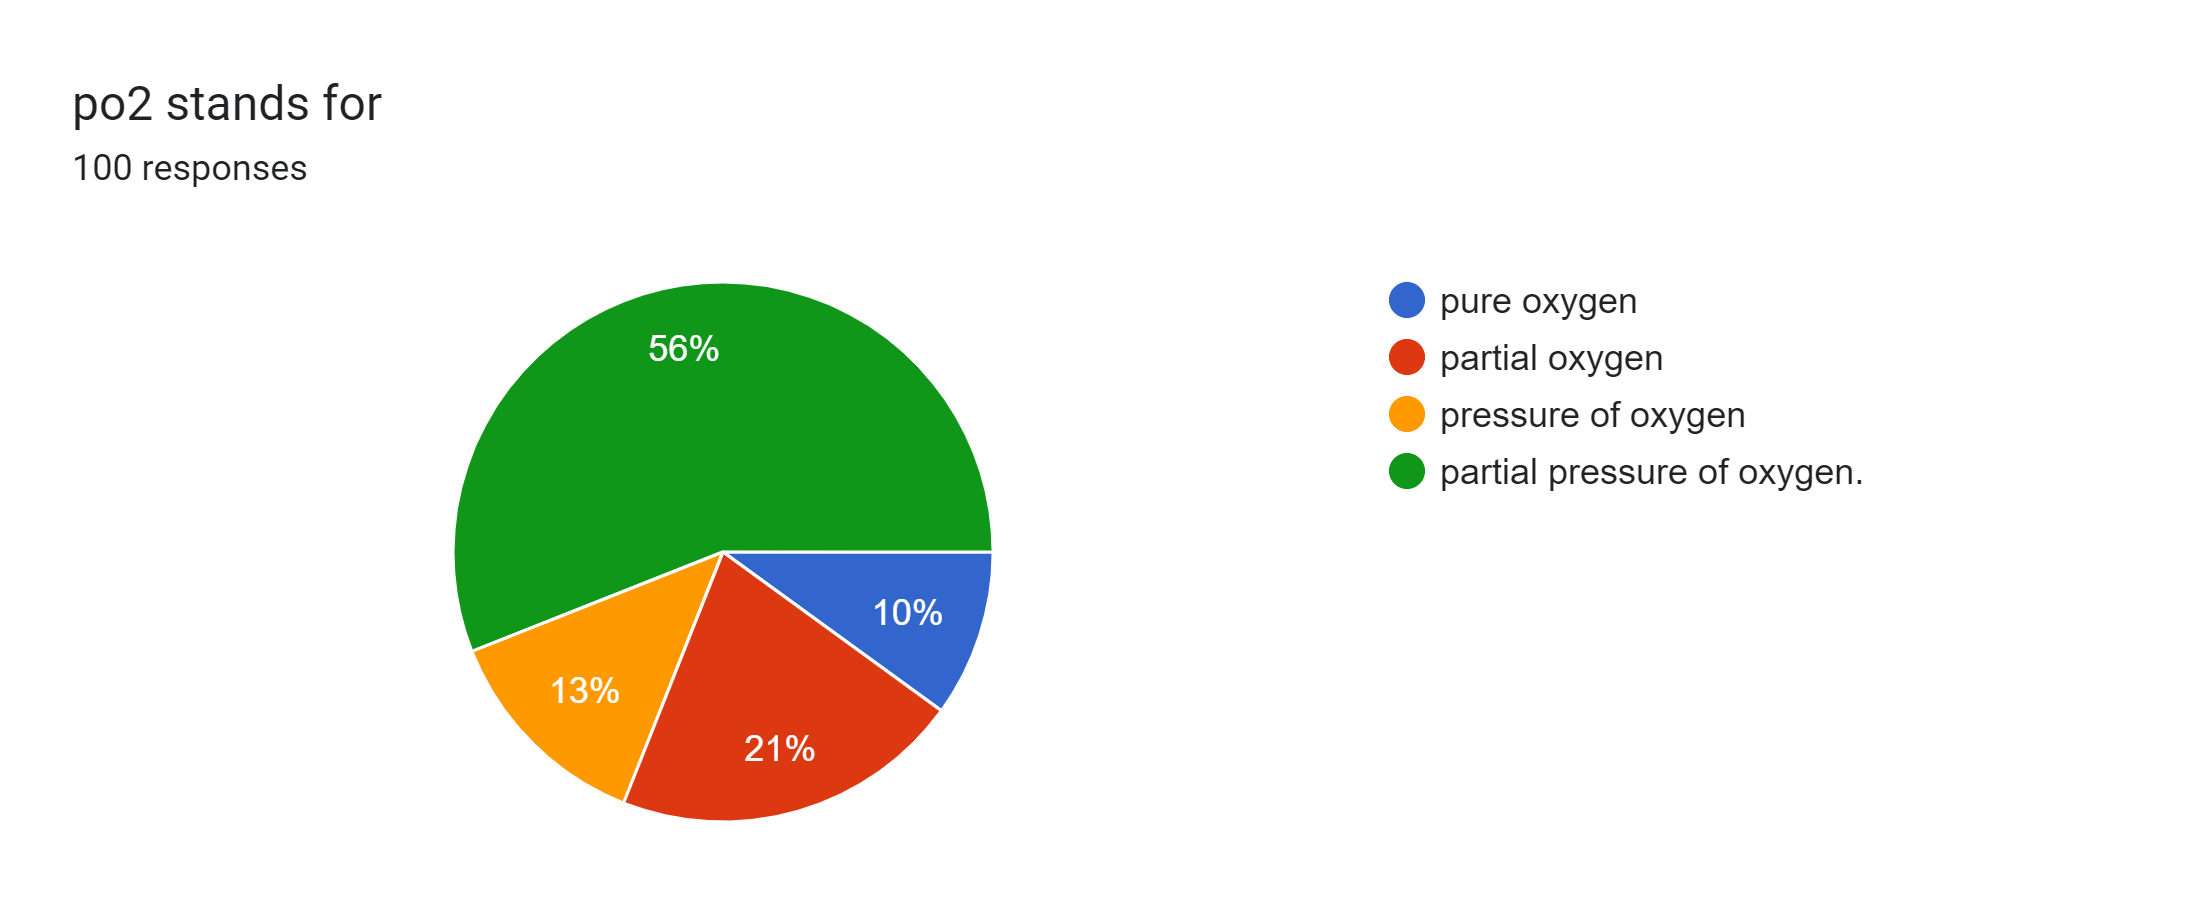 po2 stands for
100 responses
56%
10%
13%
21%
pure oxygen
partial oxygen
pressure of oxygen
partial pressure of oxygen.